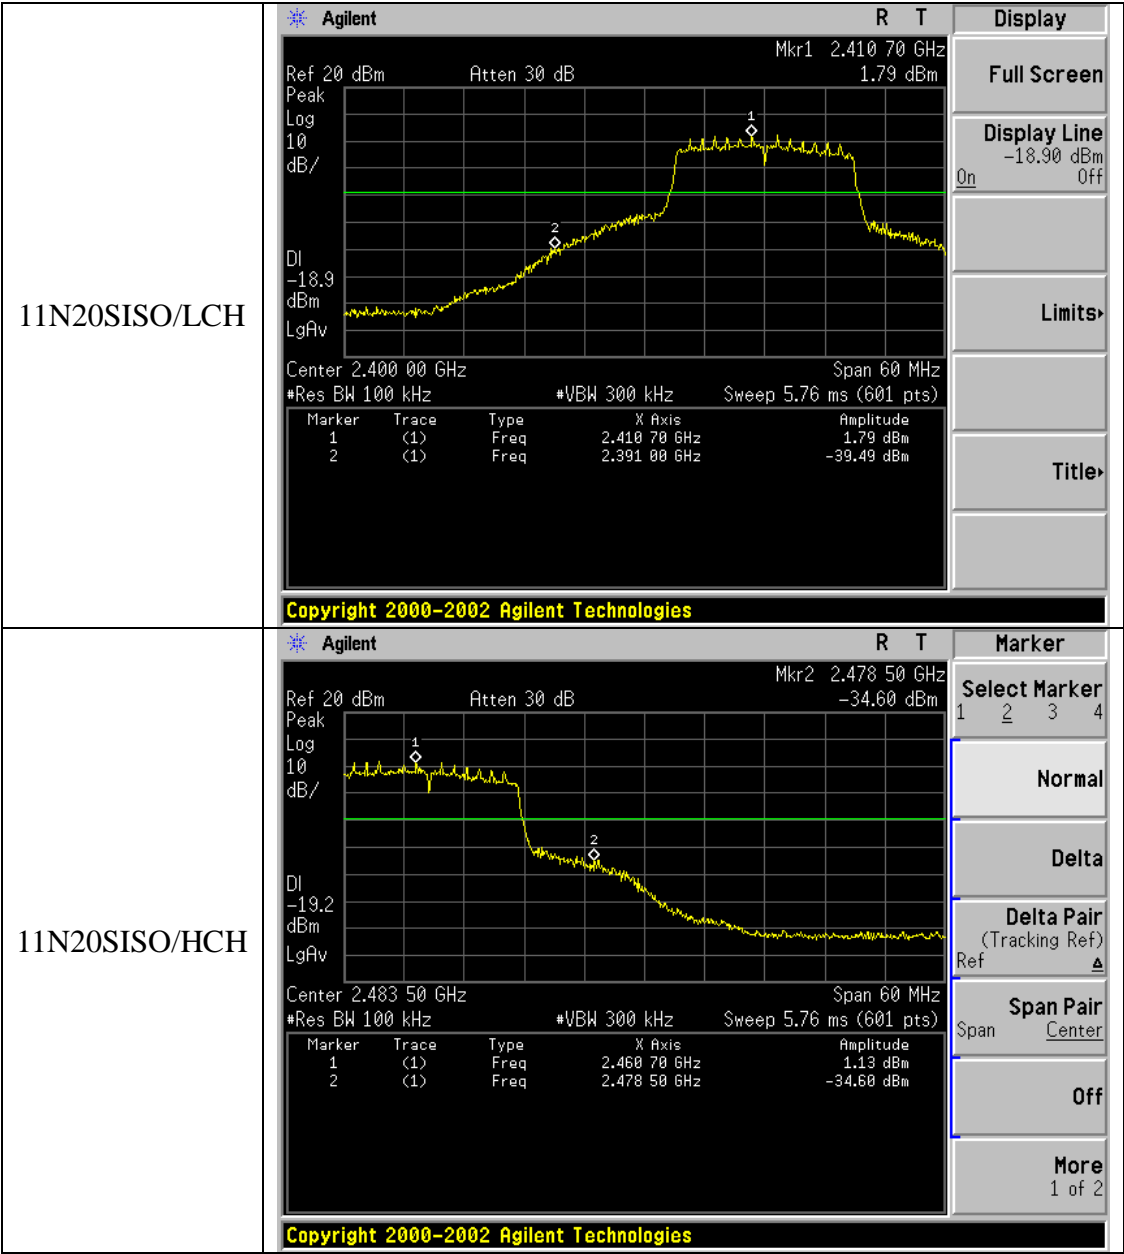 11N20SISO/LCH
Agilent R T
Mkr1 2.410 70 GHz
Ref 20 dBm Atten 30 dB 1.79 dBm
Peak
Log
10
dB/
1
2
DI
-18.9
dBm
LgAv
Center 2.400 00 GHz Span 60 MHz
#Res BW 100 kHz #VBW 300 kHz Sweep 5.76 ms (601 pts)
Marker Trace Type X Axis Amplitude
1 (1) Freq 2.410 70 GHz 1.79 dBm
2 (1) Freq 2.391 00 GHz -39.49 dBm
Copyright 2000-2002 Agilent Technologies
Display
Full Screen
Display Line
-18.90 dBm
On Off
Limits▸
Title▸
11N20SISO/HCH
Agilent R T
Mkr2 2.478 50 GHz
Ref 20 dBm Atten 30 dB -34.60 dBm
Peak
Log
10
dB/
1
2
DI
-19.2
dBm
LgAv
Center 2.483 50 GHz Span 60 MHz
#Res BW 100 kHz #VBW 300 kHz Sweep 5.76 ms (601 pts)
Marker Trace Type X Axis Amplitude
1 (1) Freq 2.460 70 GHz 1.13 dBm
2 (1) Freq 2.478 50 GHz -34.60 dBm
Copyright 2000-2002 Agilent Technologies
Marker
Select Marker
1 2 3 4
Normal
Delta
Delta Pair
(Tracking Ref)
Ref Δ
Span Pair
Span Center
Off
More
1 of 2